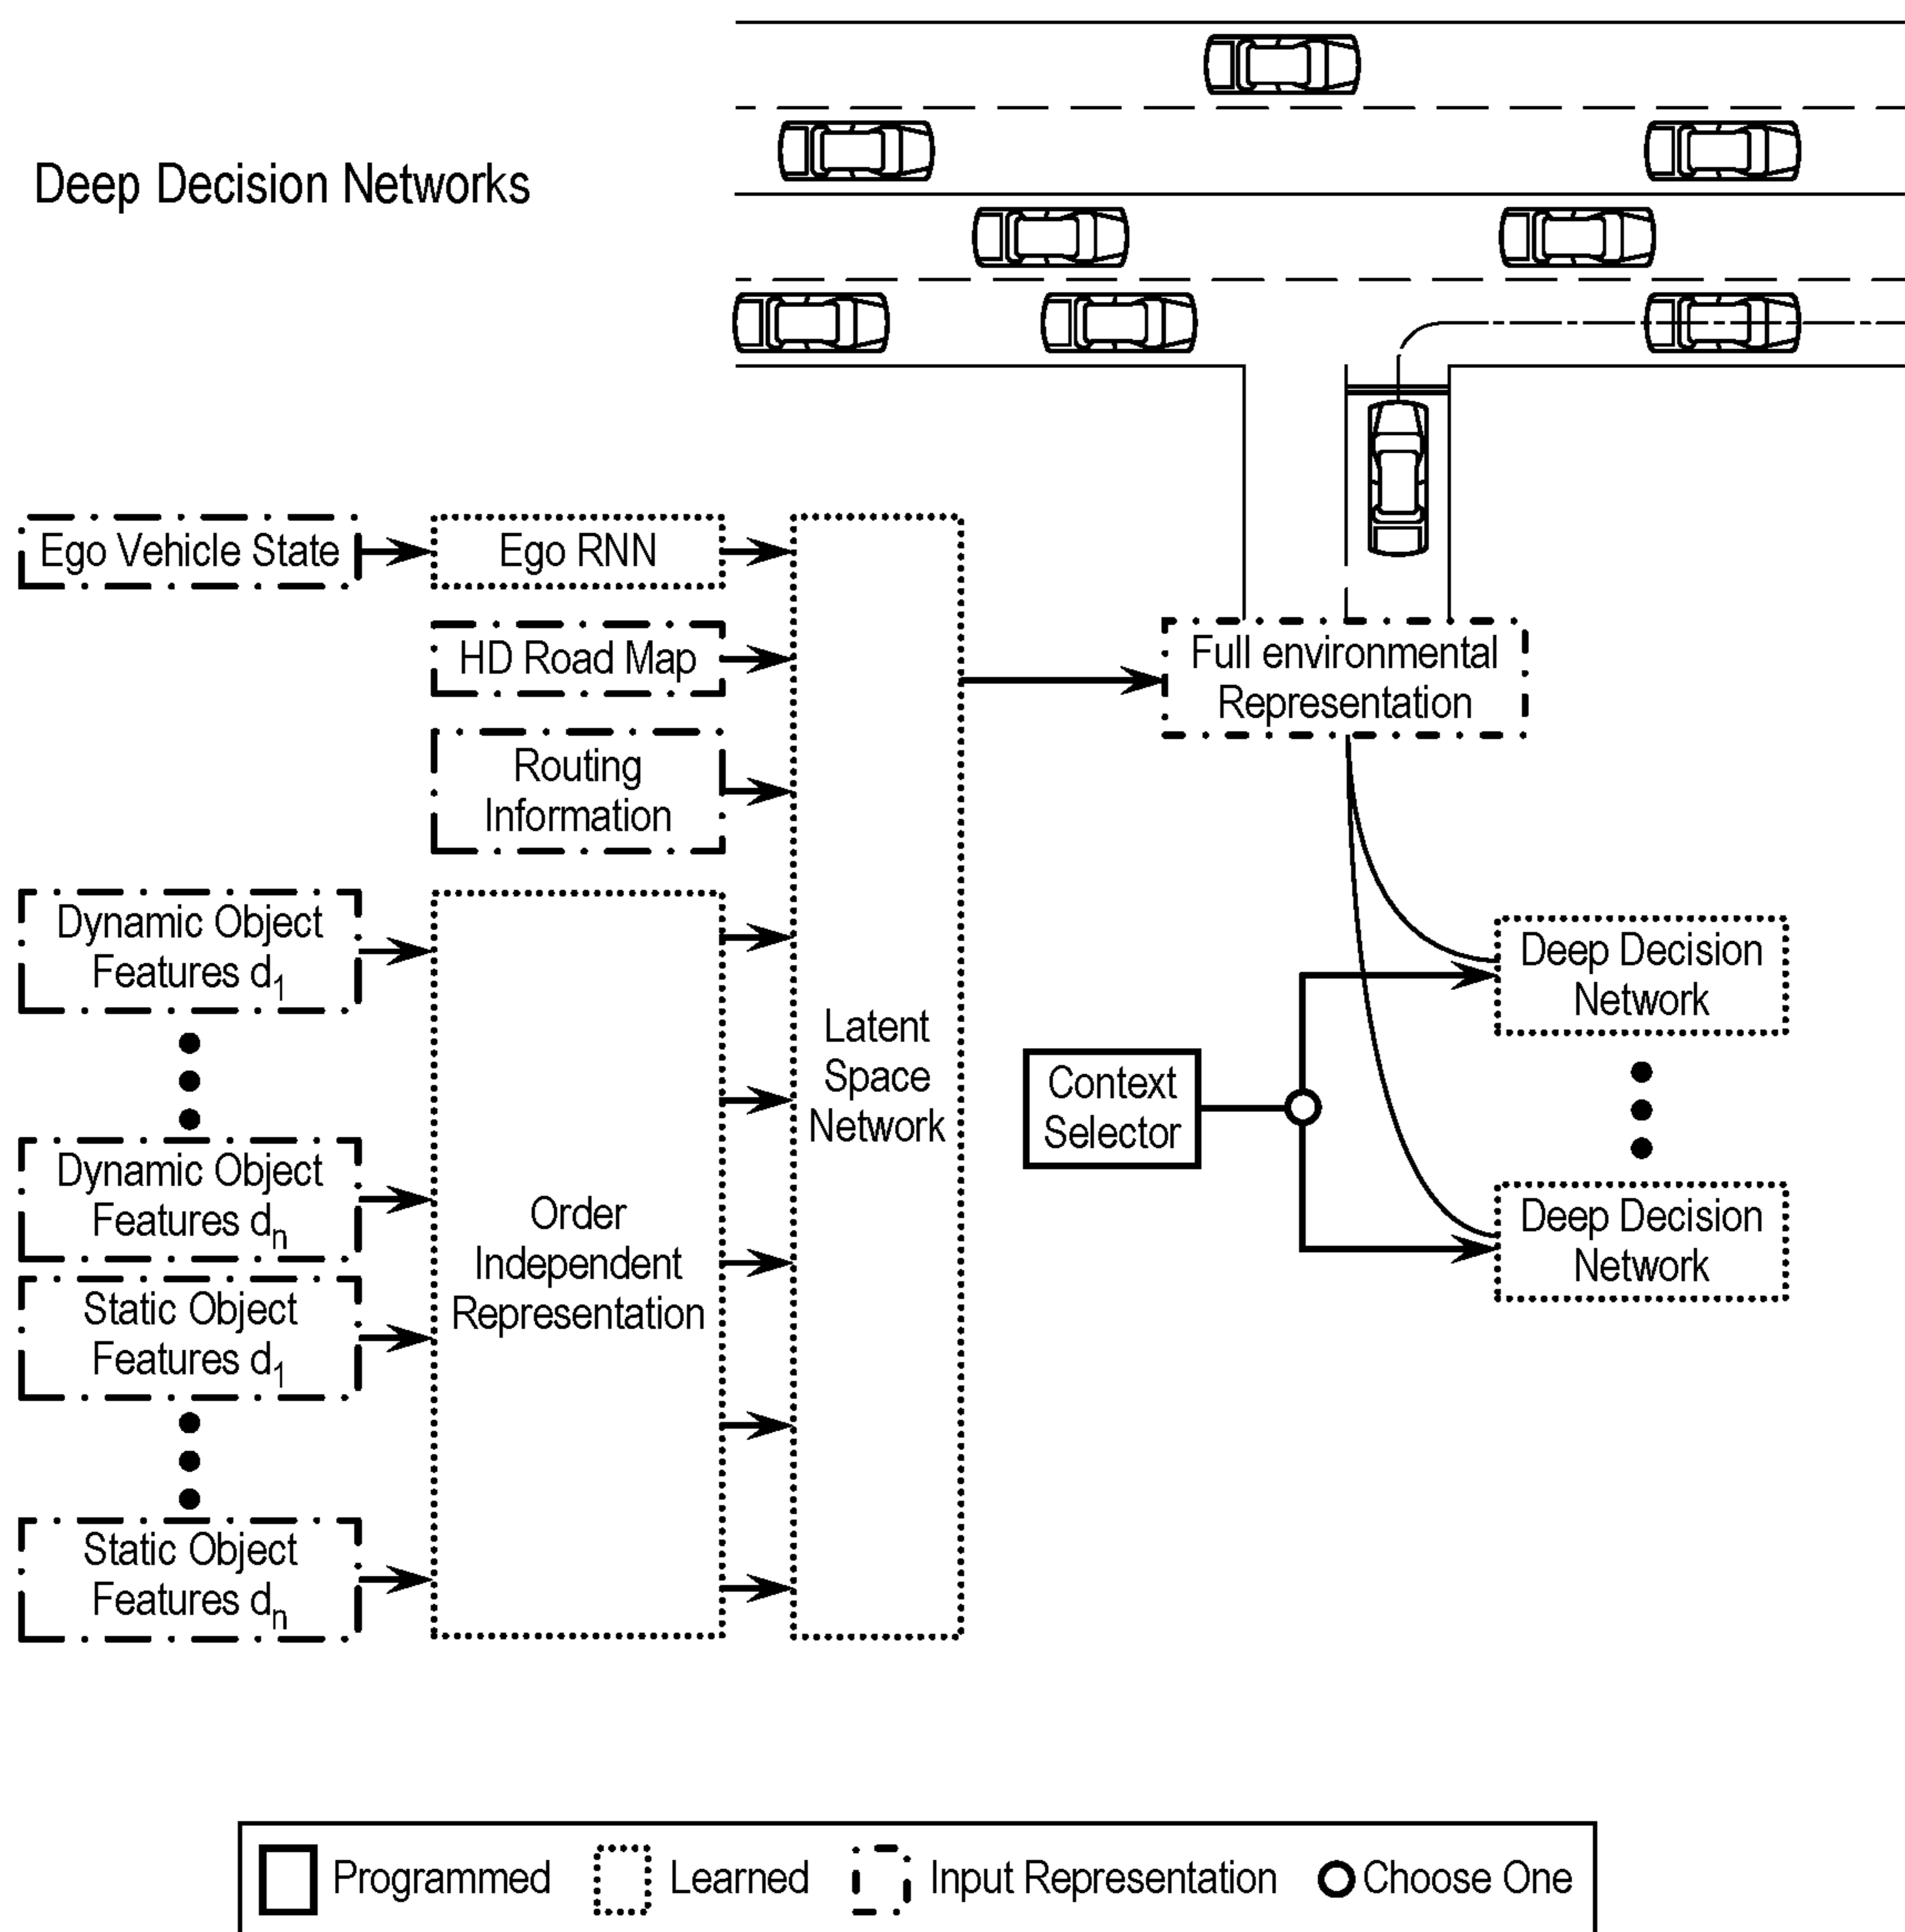 Deep Decision Networks
Ego Vehicle State
Ego RNN
HD Road Map
Routing
Information
Full environmental
Representation
Dynamic Object
Features d₁
Dynamic Object
Features dₙ
Static Object
Features d₁
Static Object
Features dₙ
Order
Independent
Representation
Latent
Space
Network
Context
Selector
Deep Decision
Network
Deep Decision
Network
Programmed
Learned
Input Representation
Choose One